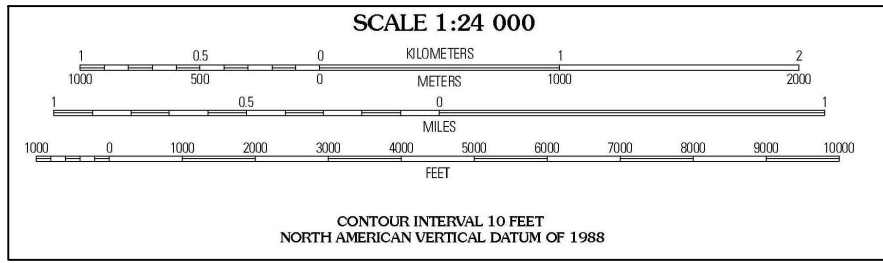 SCALE 1:24 000
1 0.5 0 KILOMETERS 1 2
1000 500 0 METERS 1000 2000
1 0.5 0 1
MILES
1000 0 1000 2000 3000 4000 5000 6000 7000 8000 9000 10000
FEET
CONTOUR INTERVAL 10 FEET
NORTH AMERICAN VERTICAL DATUM OF 1988